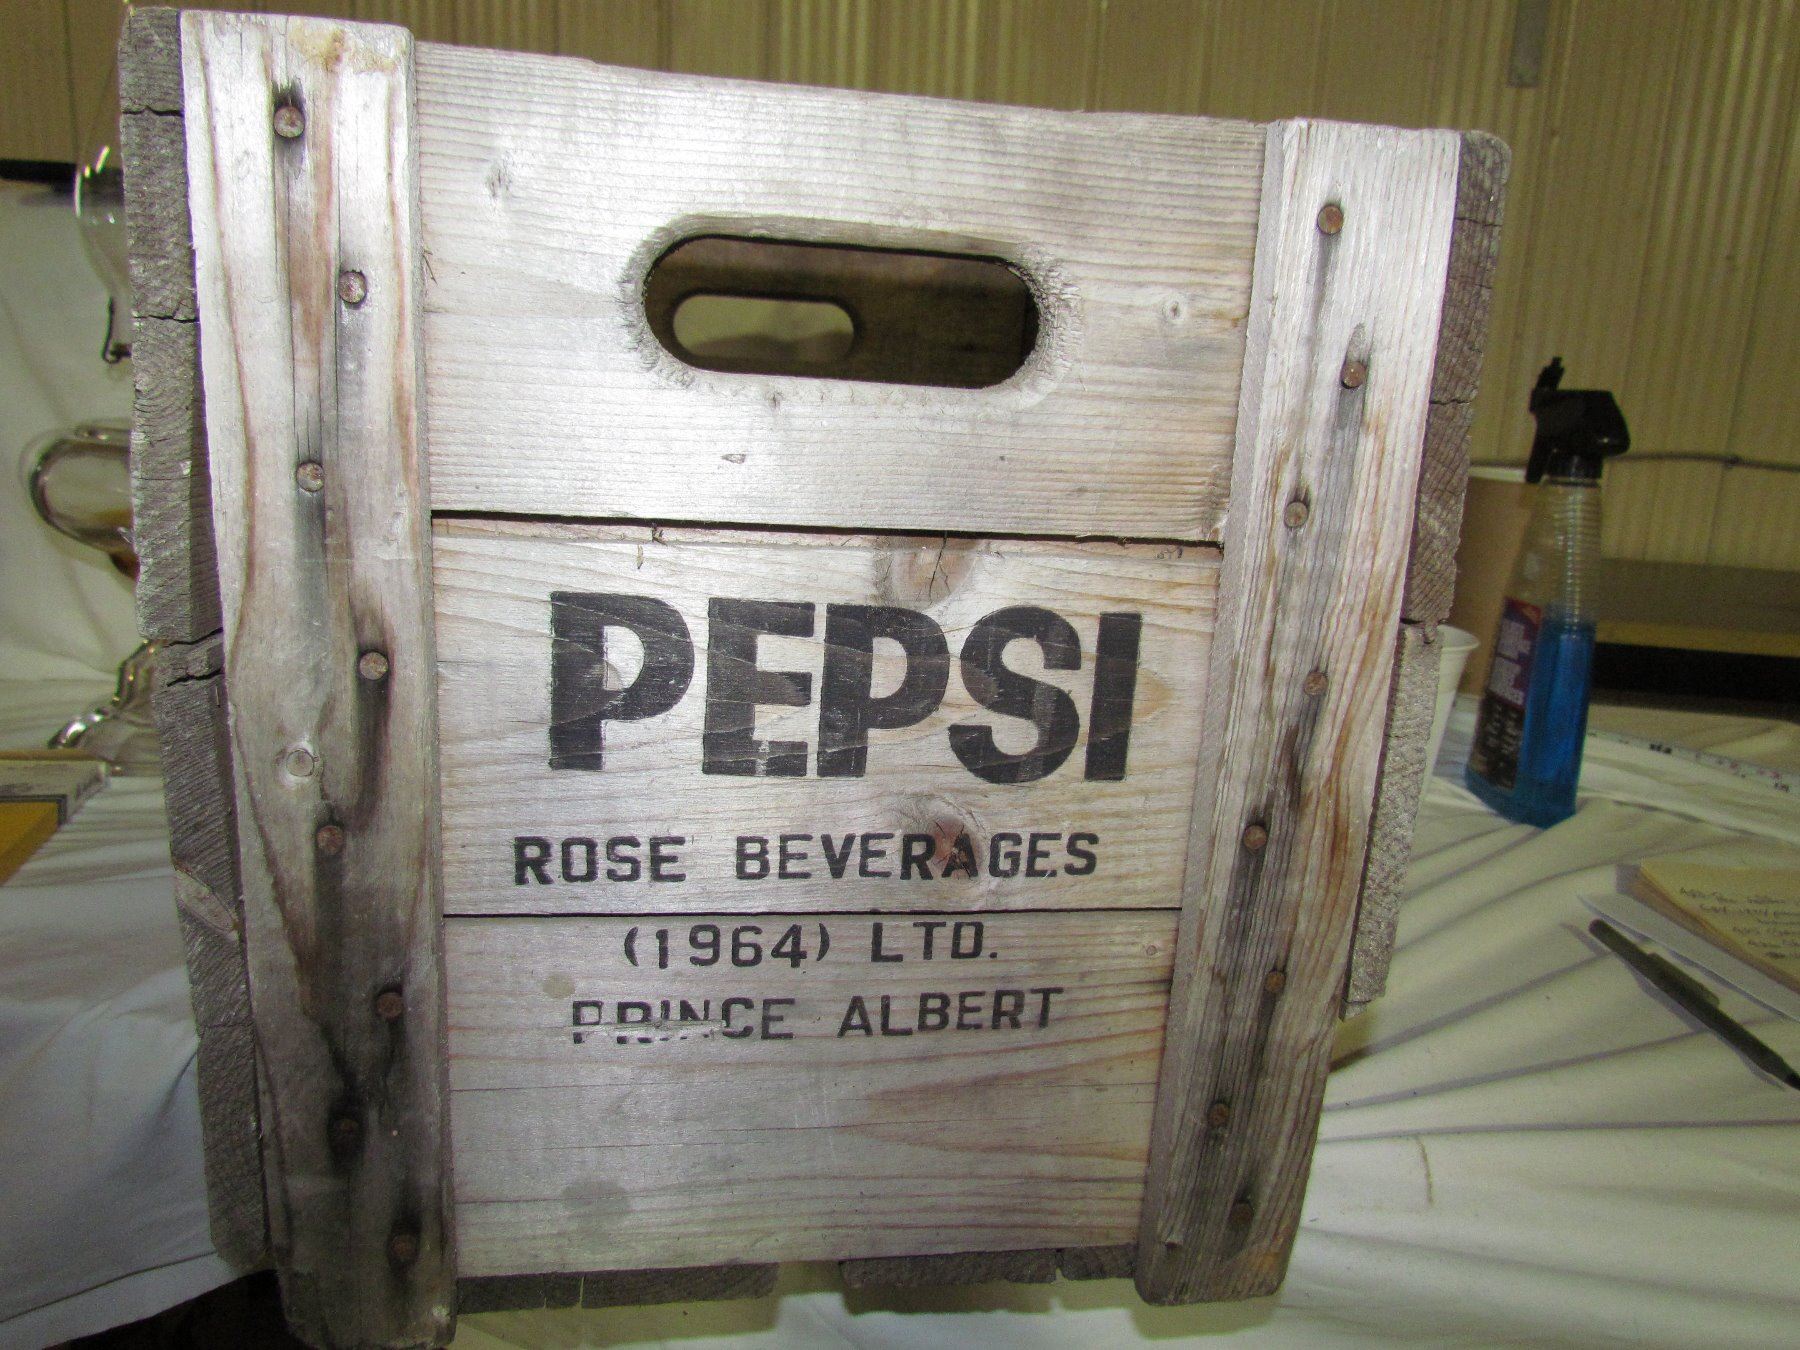 PEPSI
ROSE BEVERAGES
(1964) LTD.
PRINCE ALBERT